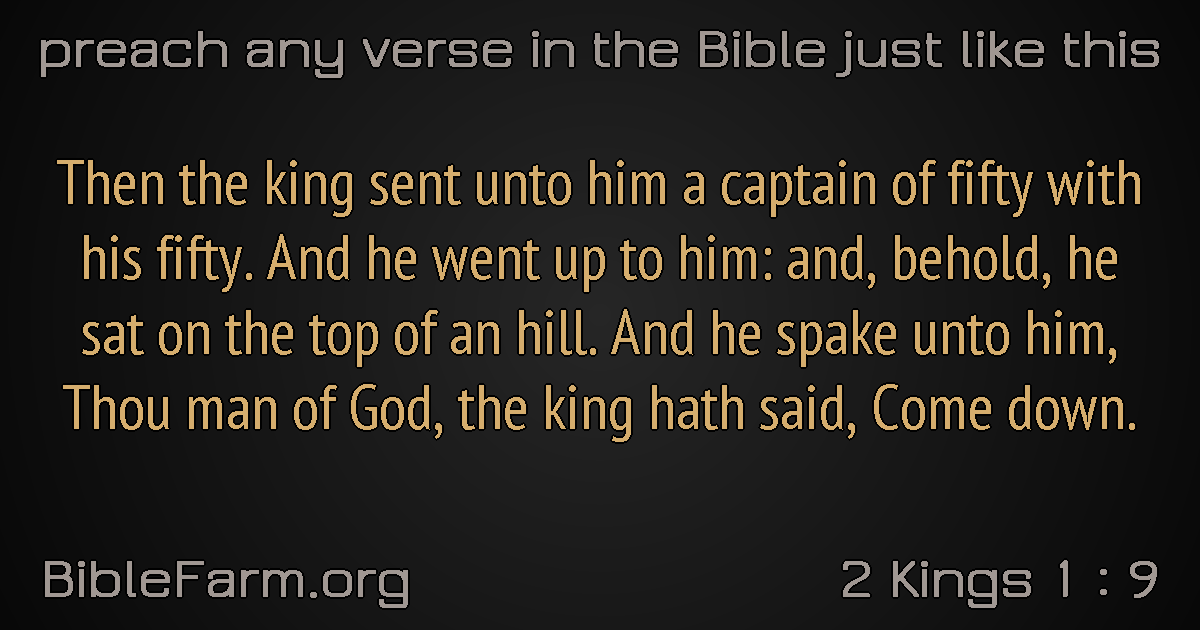 preach any verse in the Bible just like this
Then the king sent unto him a captain of fifty with
his fifty. And he went up to him: and, behold, he
sat on the top of an hill. And he spake unto him,
Thou man of God, the king hath said, Come down.
BibleFarm.org
2 Kings 1 : 9